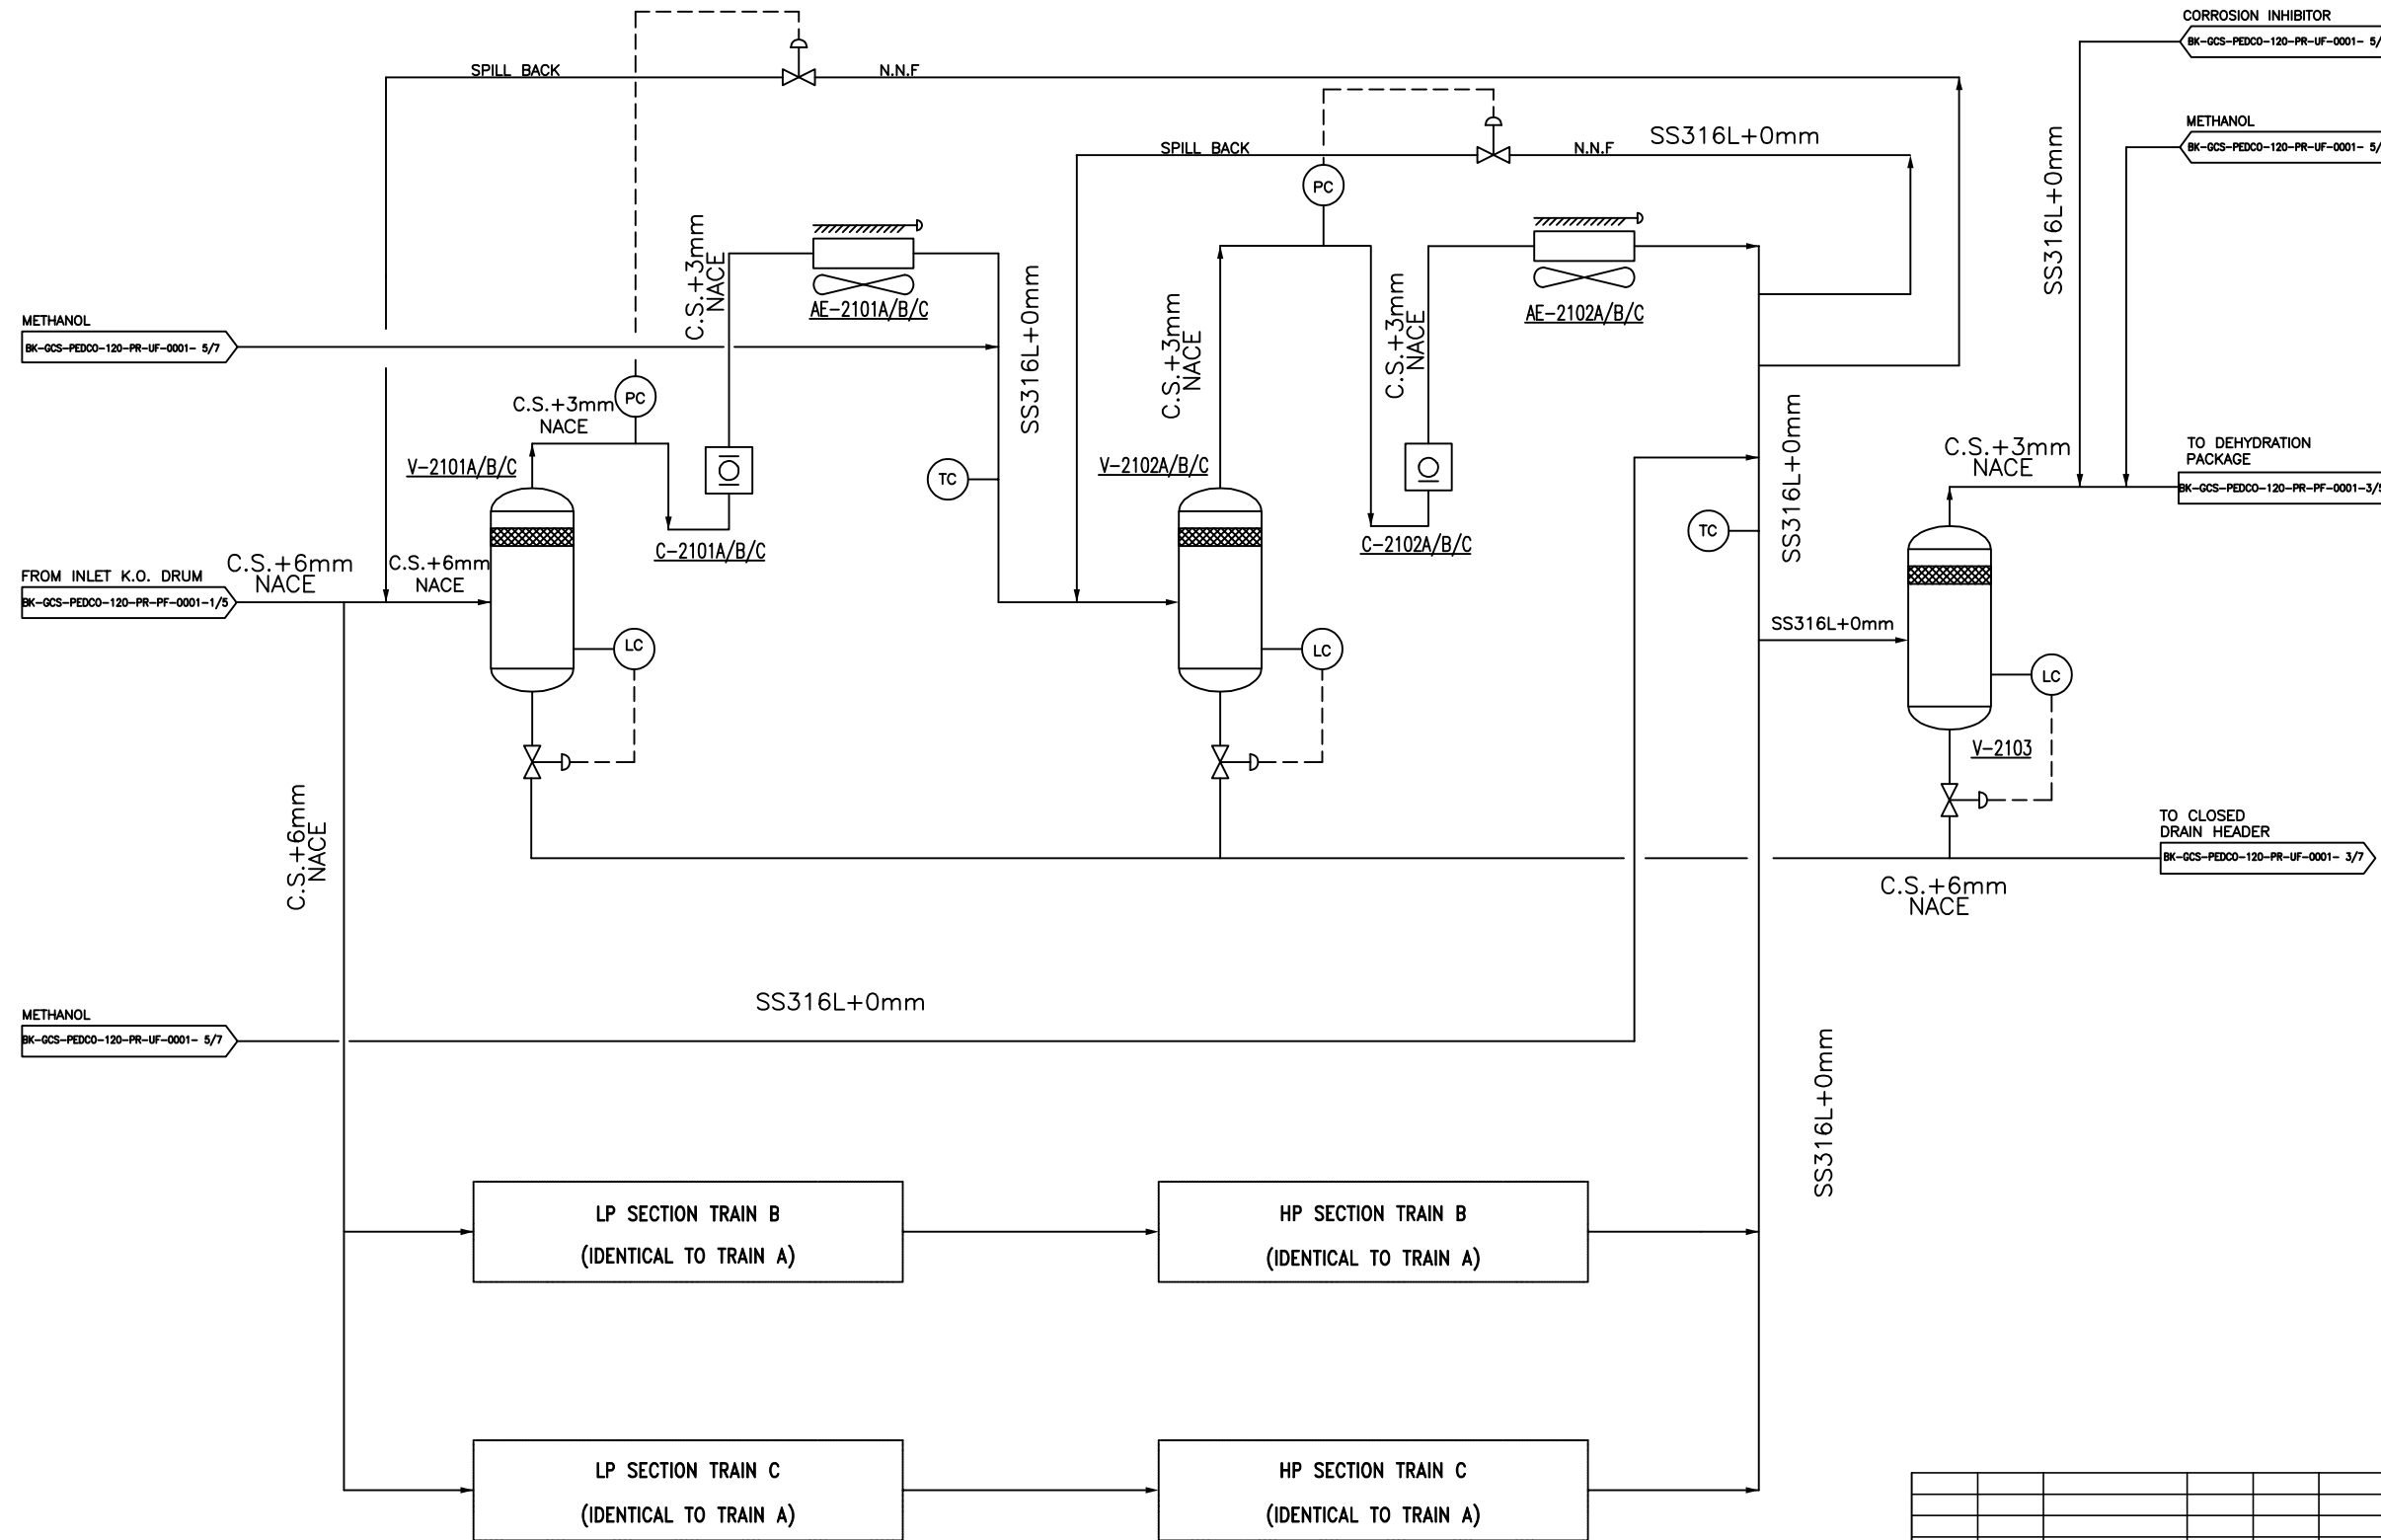 CORROSION INHIBITOR
BK-GCS-PEDCO-120-PR-UF-0001- 5/
SPILL BACK
N.N.F
METHANOL
BK-GCS-PEDCO-120-PR-UF-0001- 5/
SPILL BACK
N.N.F
SS316L+0mm
SS316L+0mm
PC
C.S.+3mm
NACE
AE-2101A/B/C
AE-2102A/B/C
METHANOL
BK-GCS-PEDCO-120-PR-UF-0001- 5/7
SS316L+0mm
C.S.+3mm
NACE
C.S.+3mm
NACE
PC
C.S.+3mm
NACE
V-2101A/B/C
V-2102A/B/C
TC
SS316L+0mm
C.S.+3mm
NACE
TO DEHYDRATION
PACKAGE
BK-GCS-PEDCO-120-PR-PF-0001-3/5
C-2101A/B/C
C-2102A/B/C
TC
FROM INLET K.O. DRUM
BK-GCS-PEDCO-120-PR-PF-0001-1/5
C.S.+6mm
NACE
C.S.+6mm
NACE
SS316L+0mm
LC
LC
LC
V-2103
C.S.+6mm
NACE
TO CLOSED
DRAIN HEADER
BK-GCS-PEDCO-120-PR-UF-0001- 3/7
C.S.+6mm
NACE
SS316L+0mm
METHANOL
BK-GCS-PEDCO-120-PR-UF-0001- 5/7
SS316L+0mm
LP SECTION TRAIN B
(IDENTICAL TO TRAIN A)
HP SECTION TRAIN B
(IDENTICAL TO TRAIN A)
LP SECTION TRAIN C
(IDENTICAL TO TRAIN A)
HP SECTION TRAIN C
(IDENTICAL TO TRAIN A)